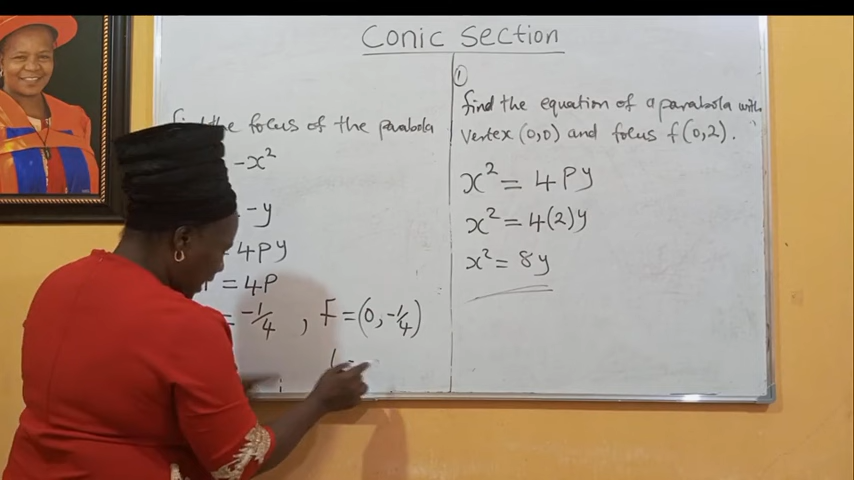 Conic Section
the focus of the parabola
-x²
-y
4Py
= 4P
= -1/4 , F = (0, -1/4)
①
find the equation of a parabola with
vertex (0,0) and focus f(0,2).
x² = 4Py
x² = 4(2)y
x² = 8y